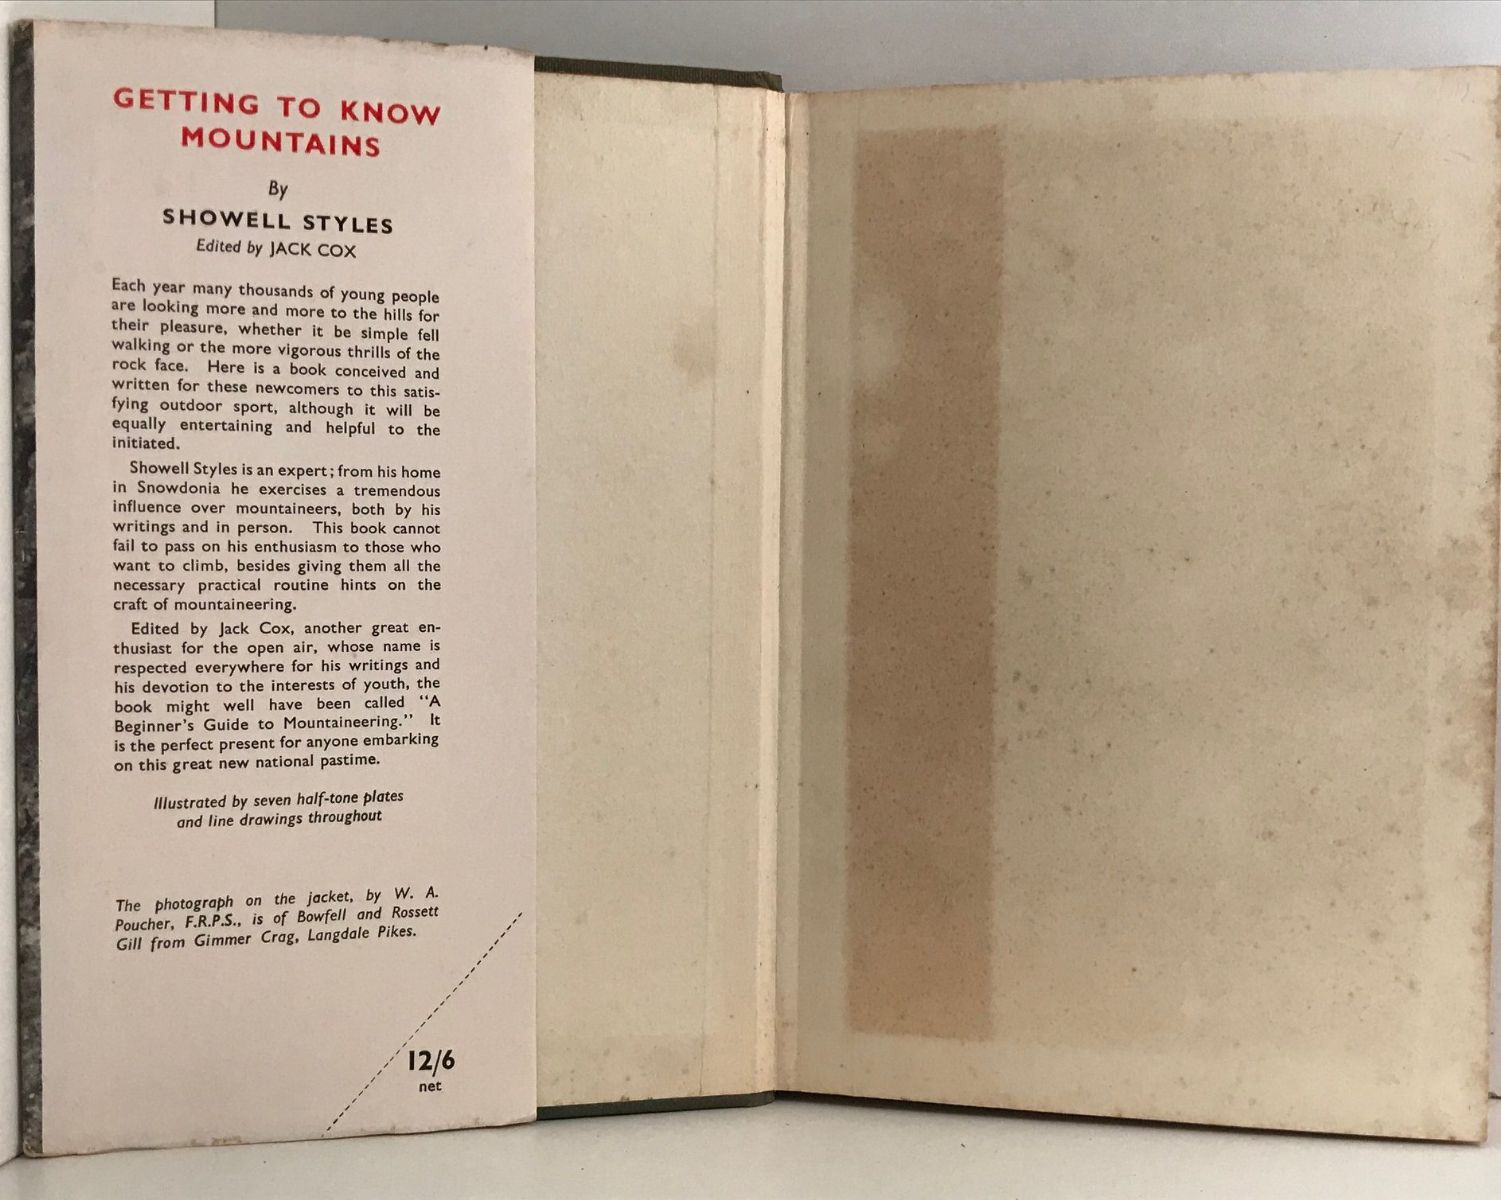 GETTING TO KNOW
MOUNTAINS
By
SHOWELL STYLES
Edited by JACK COX
Each year many thousands of young people
are looking more and more to the hills for
their pleasure, whether it be simple fell
walking or the more vigorous thrills of the
rock face. Here is a book conceived and
written for these newcomers to this satis-
fying outdoor sport, although it will be
equally entertaining and helpful to the
initiated.
Showell Styles is an expert; from his home
in Snowdonia he exercises a tremendous
influence over mountaineers, both by his
writings and in person. This book cannot
fail to pass on his enthusiasm to those who
want to climb, besides giving them all the
necessary practical routine hints on the
craft of mountaineering.
Edited by Jack Cox, another great en-
thusiast for the open air, whose name is
respected everywhere for his writings and
his devotion to the interests of youth, the
book might well have been called "A
Beginner's Guide to Mountaineering." It
is the perfect present for anyone embarking
on this great new national pastime.
Illustrated by seven half-tone plates
and line drawings throughout
The photograph on the jacket, by W. A.
Poucher, F.R.P.S., is of Bowfell and Rossett
Gill from Gimmer Crag, Langdale Pikes.
12/6
net